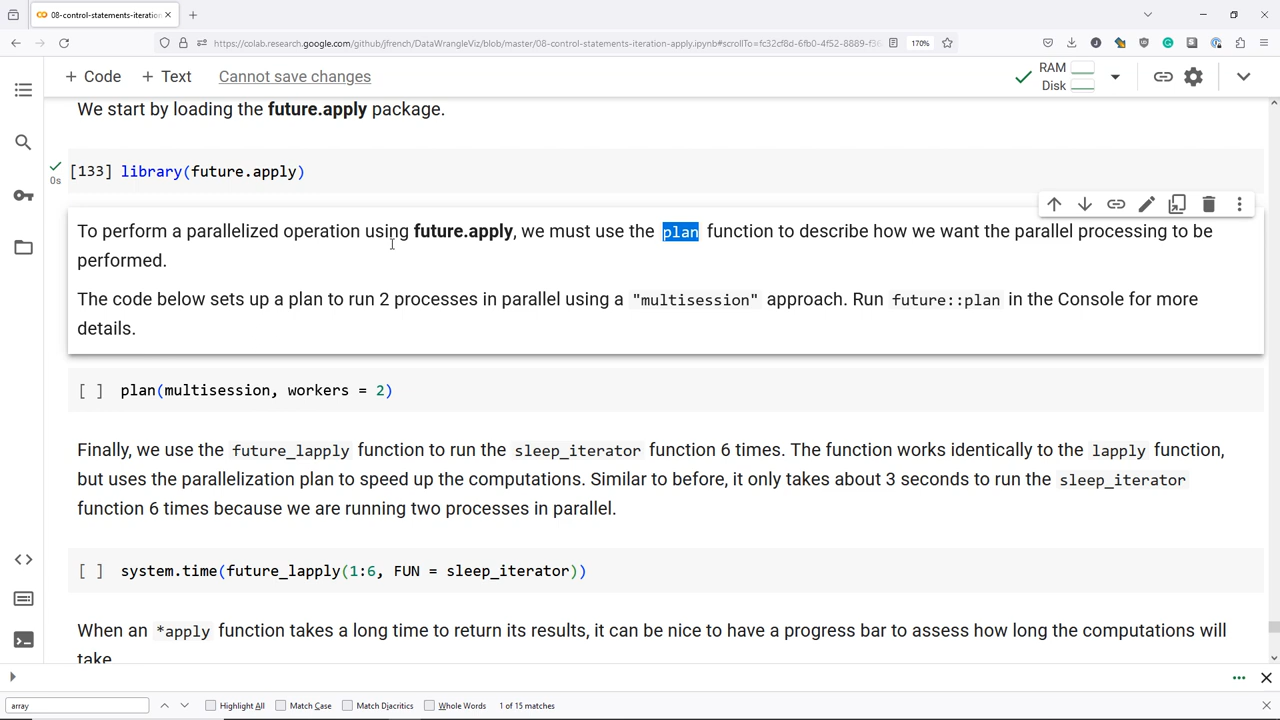 08-control-statements-iteration
https://colab.research.google.com/github/jfrench/DataWrangleViz/blob/master/08-control-statements-iteration-apply.ipynb#scrollTo=fc32cf8d-6fb0-4f52-8889-f36
170%
+ Code + Text Cannot save changes
RAM
Disk
We start by loading the future.apply package.
[133] library(future.apply)
0s
To perform a parallelized operation using future.apply, we must use the plan function to describe how we want the parallel processing to be
performed.
The code below sets up a plan to run 2 processes in parallel using a "multisession" approach. Run future::plan in the Console for more
details.
[ ] plan(multisession, workers = 2)
Finally, we use the future_lapply function to run the sleep_iterator function 6 times. The function works identically to the lapply function,
but uses the parallelization plan to speed up the computations. Similar to before, it only takes about 3 seconds to run the sleep_iterator
function 6 times because we are running two processes in parallel.
[ ] system.time(future_lapply(1:6, FUN = sleep_iterator))
When an *apply function takes a long time to return its results, it can be nice to have a progress bar to assess how long the computations will
take
array Highlight All Match Case Match Diacritics Whole Words 1 of 15 matches